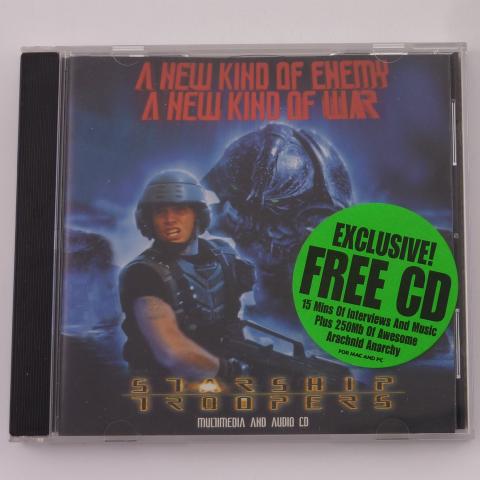 A NEW KIND OF ENEMY
A NEW KIND OF WAR
EXCLUSIVE!
FREE CD
15 Mins Of Interviews And Music
Plus 250Mb Of Awesome
Arachnid Anarchy
FOR MAC AND PC
STARSHIP
TROOPERS
MULTIMEDIA AND AUDIO CD